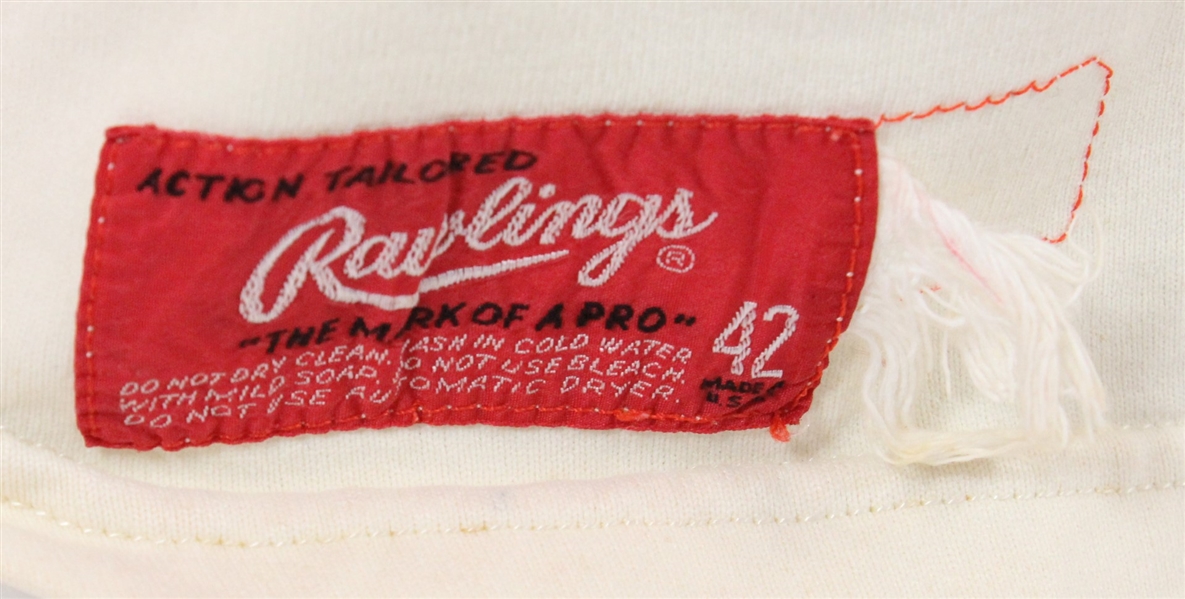 ACTION TAILORED
Rawlings ®
"THE MARK OF A PRO"
DO NOT DRY CLEAN. WASH IN COLD WATER
WITH MILD SOAP. DO NOT USE BLEACH.
DO NOT USE AUTOMATIC DRYER.
42
MADE
U.S.